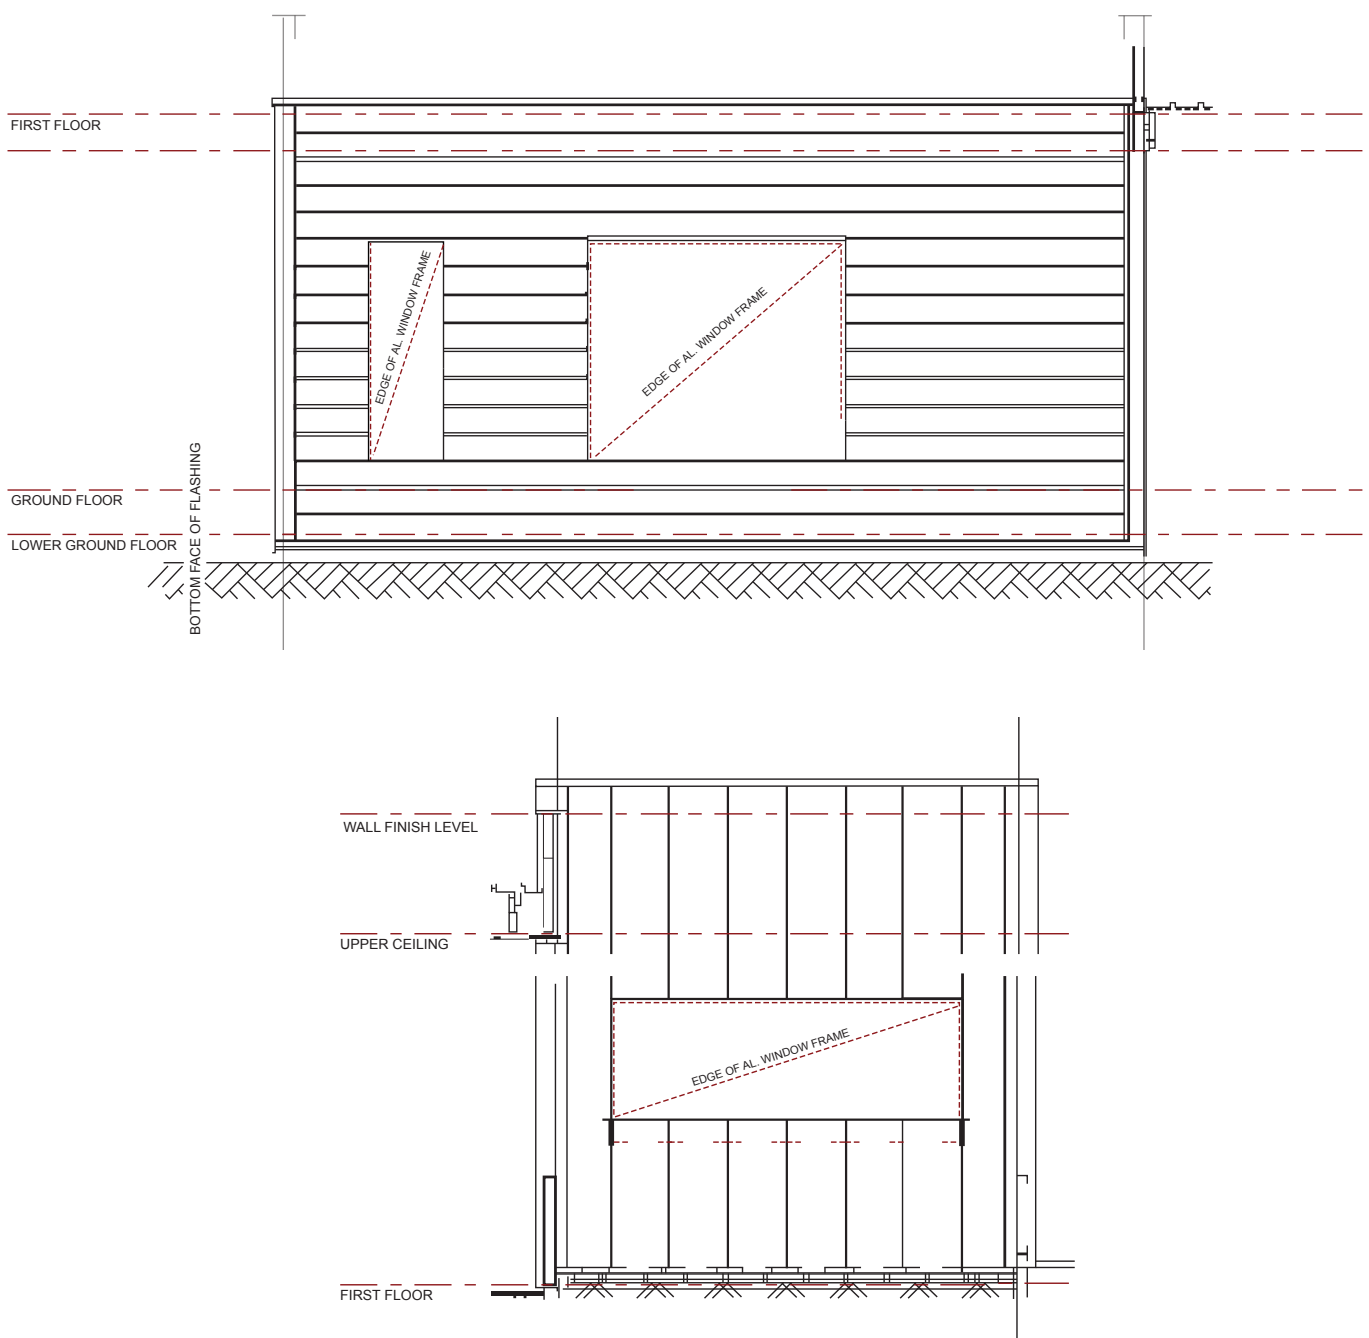 FIRST FLOOR
EDGE OF AL. WINDOW FRAME
EDGE OF AL. WINDOW FRAME
BOTTOM FACE OF FLASHING
GROUND FLOOR
LOWER GROUND FLOOR
WALL FINISH LEVEL
UPPER CEILING
EDGE OF AL. WINDOW FRAME
FIRST FLOOR